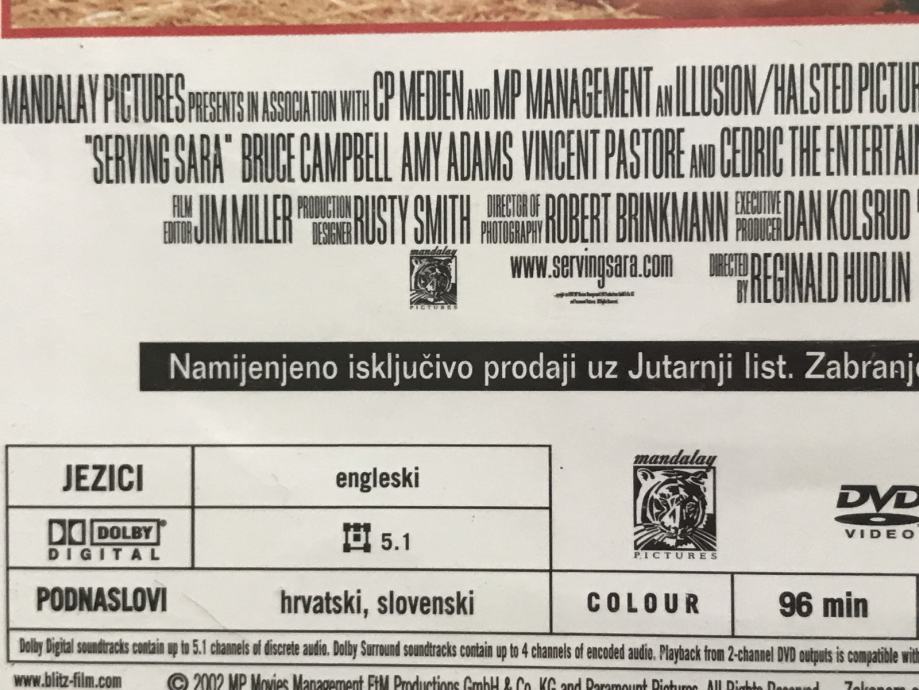 MANDALAY PICTURES PRESENTS IN ASSOCIATION WITH CP MEDIEN AND MP MANAGEMENT AN ILLUSION/HALSTED PICTUR
"SERVING SARA" BRUCE CAMPBELL AMY ADAMS VINCENT PASTORE AND CEDRIC THE ENTERTAIN
FILM EDITOR JIM MILLER PRODUCTION DESIGNER RUSTY SMITH DIRECTOR OF PHOTOGRAPHY ROBERT BRINKMANN EXECUTIVE PRODUCER DAN KOLSRUD
mandalay PICTURES www.servingsara.com DIRECTED BY REGINALD HUDLIN
Namijenjeno isključivo prodaji uz Jutarnji list. Zabranje
JEZICI engleski
DOLBY DIGITAL 5.1
mandalay PICTURES
DVD VIDEO
PODNASLOVI hrvatski, slovenski COLOUR 96 min
Dolby Digital soundtracks contain up to 5.1 channels of discrete audio. Dolby Surround soundtracks contain up to 4 channels of encoded audio. Playback from 2-channel DVD outputs is compatible with
www.blitz-film.com © 2002 MP Movies Management FtM Productions GmbH & Co. KG and Paramount Pictures. All Rights Reserved